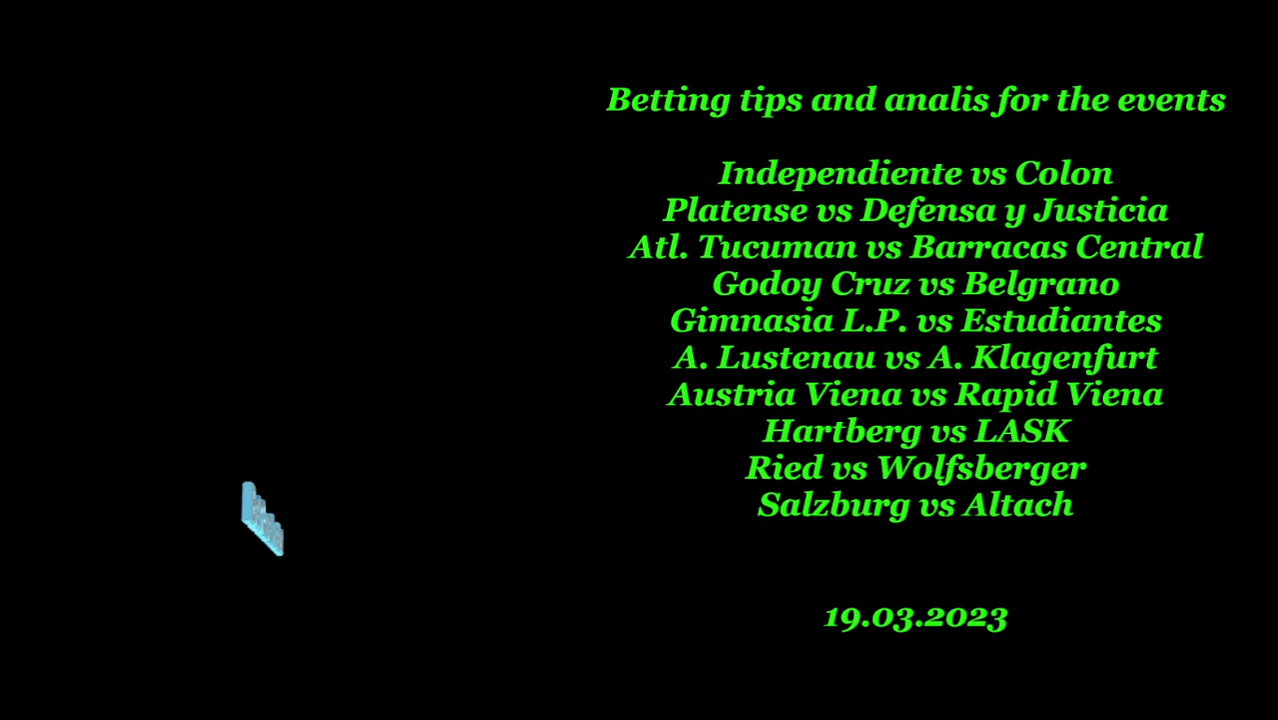 Betting tips and analis for the events
Independiente vs Colon
Platense vs Defensa y Justicia
Atl. Tucuman vs Barracas Central
Godoy Cruz vs Belgrano
Gimnasia L.P. vs Estudiantes
A. Lustenau vs A. Klagenfurt
Austria Viena vs Rapid Viena
Hartberg vs LASK
Ried vs Wolfsberger
Salzburg vs Altach
19.03.2023